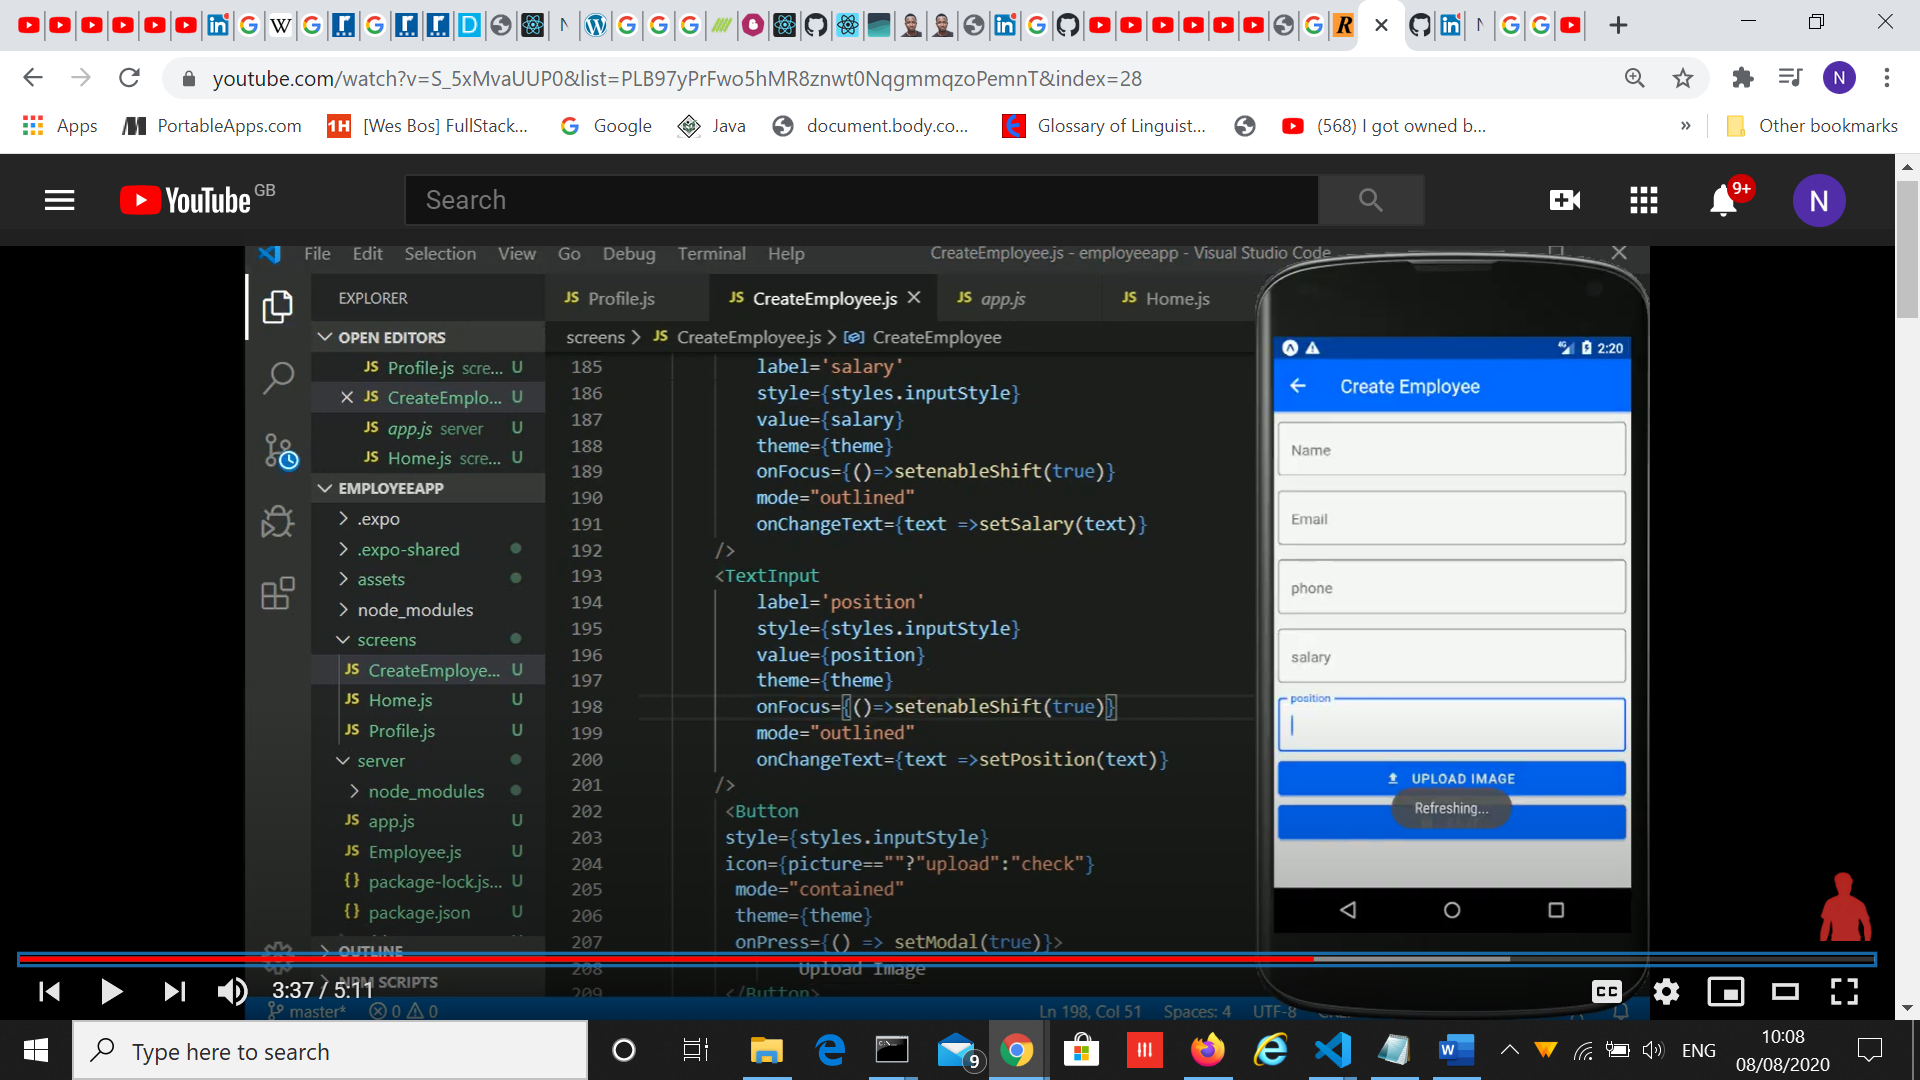 youtube.com/watch?v=S_5xMvaUUP0&list=PLB97yPrFwo5hMR8znwt0NqgmmqzoPemnT&index=28
N
Apps
PortableApps.com
[Wes Bos] FullStack...
Google
Java
document.body.co...
Glossary of Linguist...
(568) I got owned b...
»
Other bookmarks
YouTube GB
Search
9+
N
File Edit Selection View Go Debug Terminal Help
CreateEmployee.js - employeeapp - Visual Studio Code
EXPLORER
JS Profile.js
JS CreateEmployee.js
JS app.js
JS Home.js
OPEN EDITORS
JS Profile.js scre... U
JS CreateEmplo... U
JS app.js server U
JS Home.js scre... U
EMPLOYEEAPP
.expo
.expo-shared
assets
node_modules
screens
JS CreateEmploye... U
JS Home.js U
JS Profile.js U
server
node_modules
JS app.js U
JS Employee.js U
{} package-lock.js... U
{} package.json U
OUTLINE
NPM SCRIPTS
master*
0 0
screens > JS CreateEmployee.js > CreateEmployee
185 label='salary'
186 style={styles.inputStyle}
187 value={salary}
188 theme={theme}
189 onFocus={()=>setenableShift(true)}
190 mode="outlined"
191 onChangeText={text =>setSalary(text)}
192 />
193 <TextInput
194 label='position'
195 style={styles.inputStyle}
196 value={position}
197 theme={theme}
198 onFocus={()=>setenableShift(true)}
199 mode="outlined"
200 onChangeText={text =>setPosition(text)}
201 />
202 <Button
203 style={styles.inputStyle}
204 icon={picture==""?"upload":"check"}
205 mode="contained"
206 theme={theme}
207 onPress={() => setModal(true)}>
208 Upload Image
209 </Button>
Ln 198, Col 51 Spaces: 4 UTF-8
4G 2:20
Create Employee
Name
Email
phone
salary
position
UPLOAD IMAGE
Refreshing...
3:37 / 5:11
CC
Type here to search
9
ENG
10:08
08/08/2020